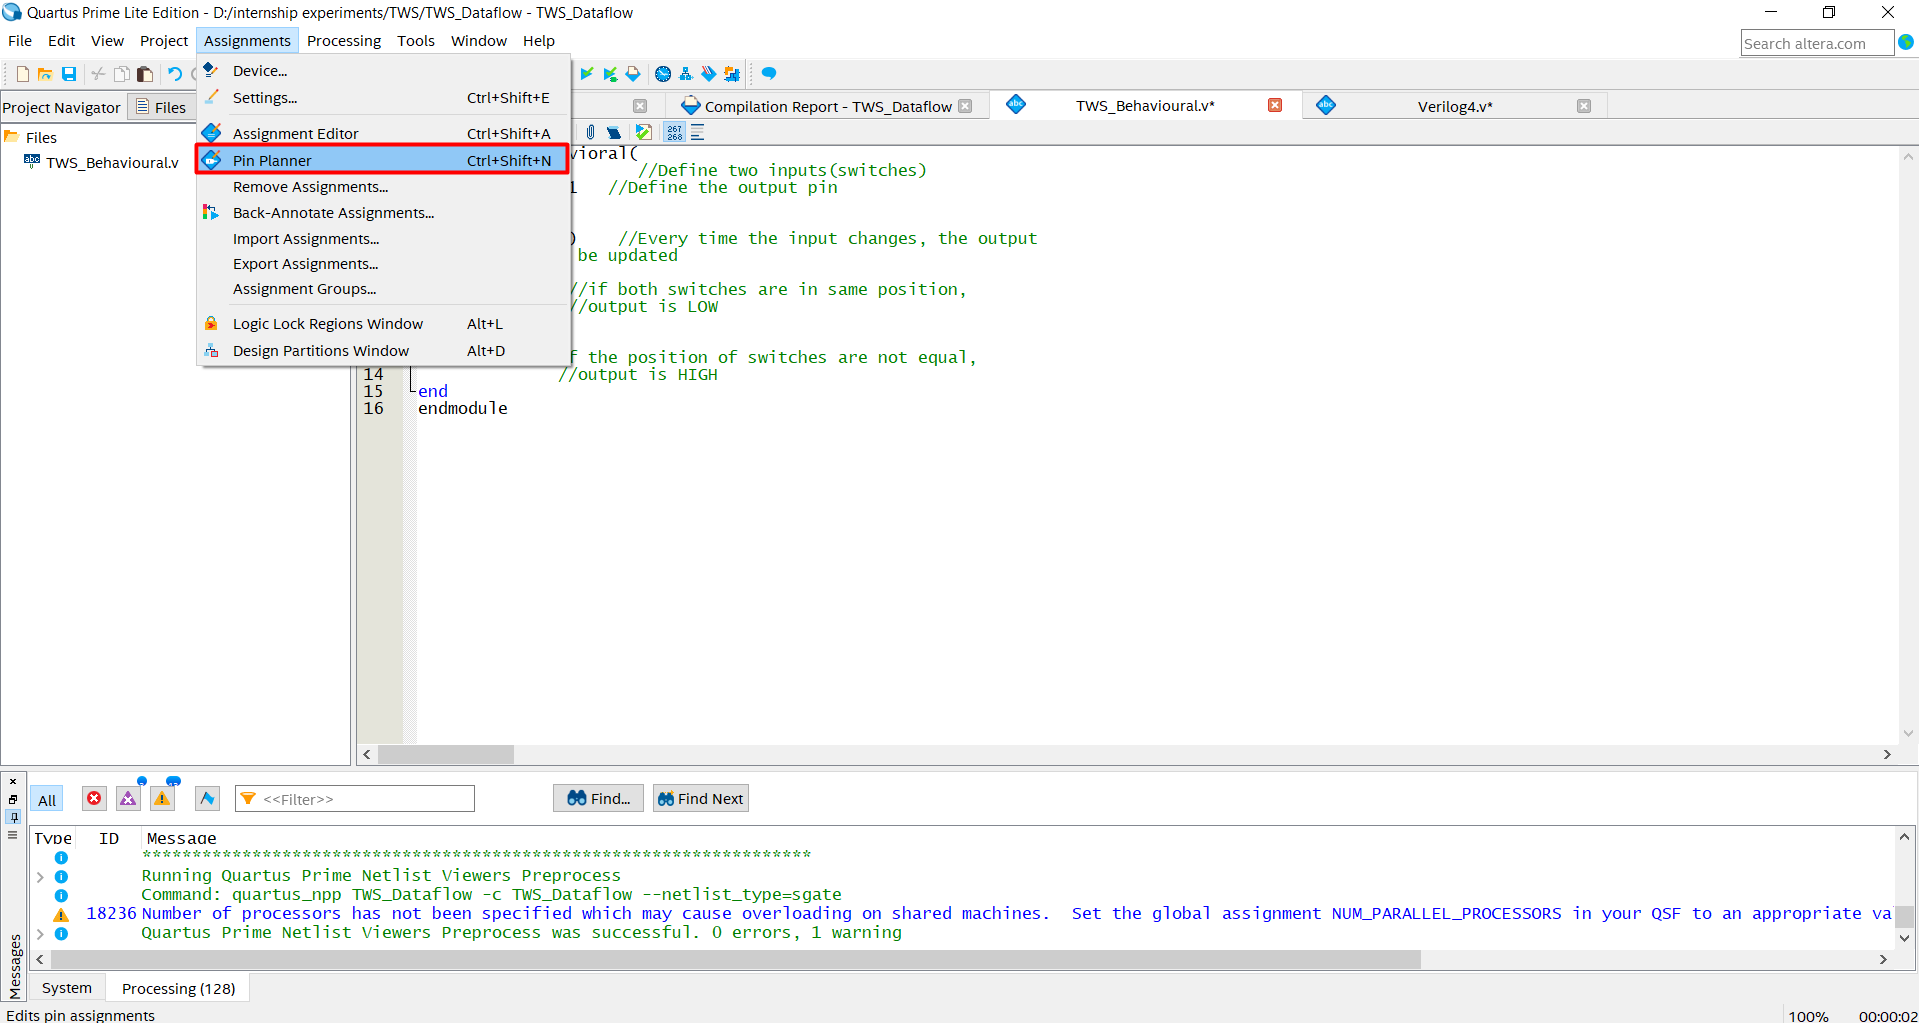 Quartus Prime Lite Edition - D:/internship experiments/TWS/TWS_Dataflow - TWS_Dataflow
File Edit View Project Assignments Processing Tools Window Help
Search altera.com
Device...
Settings... Ctrl+Shift+E
Assignment Editor Ctrl+Shift+A
Pin Planner Ctrl+Shift+N
Remove Assignments...
Back-Annotate Assignments...
Import Assignments...
Export Assignments...
Assignment Groups...
Logic Lock Regions Window Alt+L
Design Partitions Window Alt+D
Project Navigator Files
Files
TWS_Behavioural.v
Compilation Report - TWS_Dataflow TWS_Behavioural.v* Verilog4.v*
267
268
vioral(
//Define two inputs(switches)
1 //Define the output pin
) //Every time the input changes, the output
be updated
//if both switches are in same position,
//output is LOW
f the position of switches are not equal,
14 //output is HIGH
15 end
16 endmodule
All <<Filter>> Find... Find Next
Type ID Message
*******************************************************************
Running Quartus Prime Netlist Viewers Preprocess
Command: quartus_npp TWS_Dataflow -c TWS_Dataflow --netlist_type=sgate
18236 Number of processors has not been specified which may cause overloading on shared machines. Set the global assignment NUM_PARALLEL_PROCESSORS in your QSF to an appropriate va
Quartus Prime Netlist Viewers Preprocess was successful. 0 errors, 1 warning
Messages
System Processing (128)
Edits pin assignments 100% 00:00:02